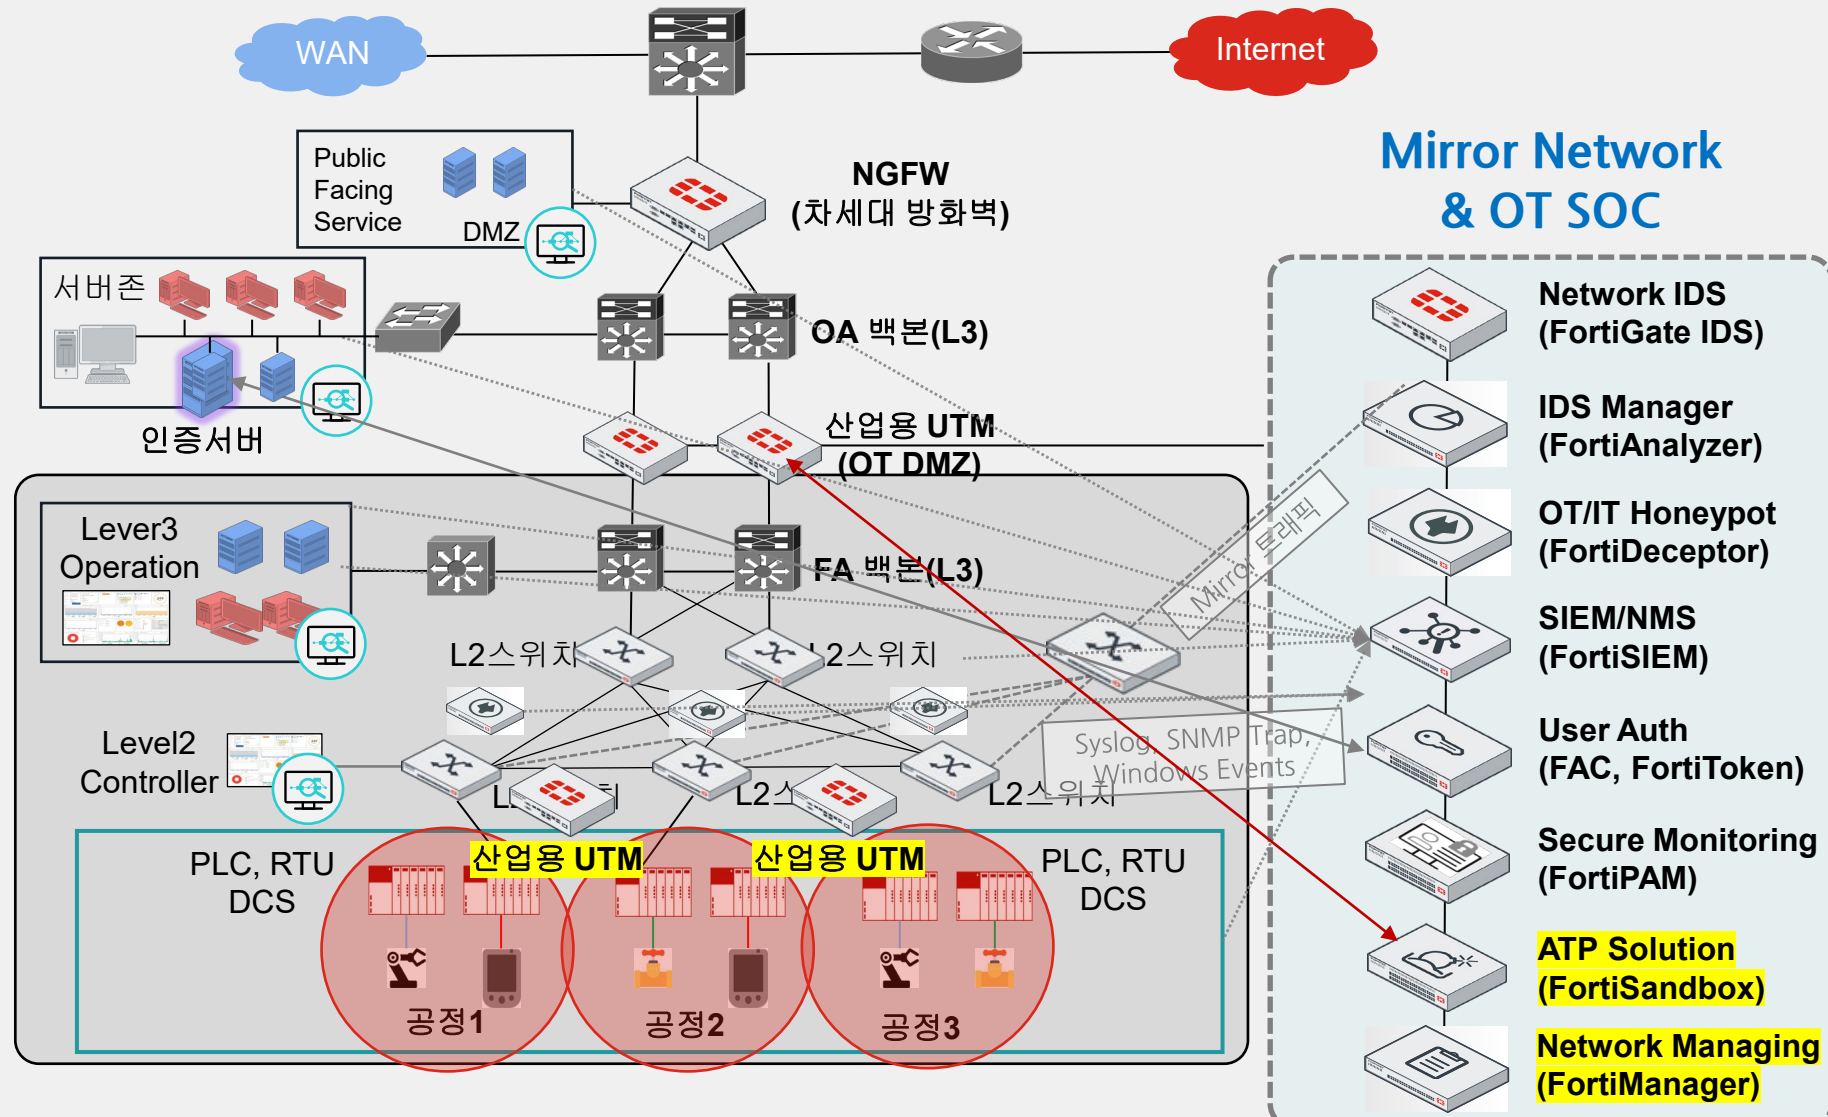 WAN
Internet
Public
Facing
Service
DMZ
NGFW
(차세대 방화벽)
Mirror Network
& OT SOC
서버존
인증서버
OA 백본(L3)
산업용 UTM
(OT DMZ)
Network IDS
(FortiGate IDS)
IDS Manager
(FortiAnalyzer)
OT/IT Honeypot
(FortiDeceptor)
SIEM/NMS
(FortiSIEM)
User Auth
(FAC, FortiToken)
Secure Monitoring
(FortiPAM)
ATP Solution
(FortiSandbox)
Network Managing
(FortiManager)
Lever3
Operation
FA 백본(L3)
Mirror 트래픽
L2스위치
L2스위치
Syslog, SNMP Trap,
Windows Events
Level2
Controller
L2스위치
PLC, RTU
DCS
산업용 UTM
산업용 UTM
PLC, RTU
DCS
공정1
공정2
공정3